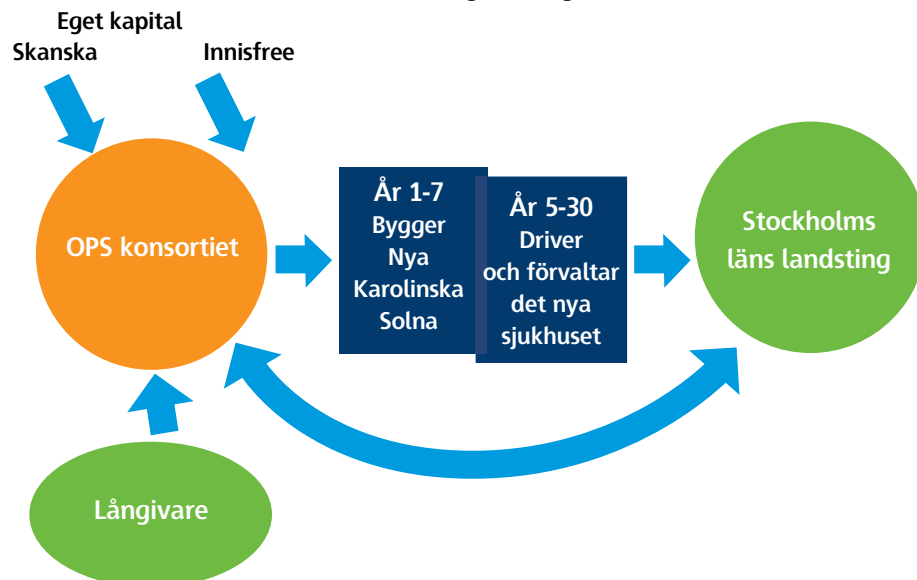 Eget kapital
Skanska
Innisfree
OPS konsortiet
År 1-7
Bygger
Nya
Karolinska
Solna
År 5-30
Driver
och förvaltar
det nya
sjukhuset
Stockholms
läns landsting
Långivare